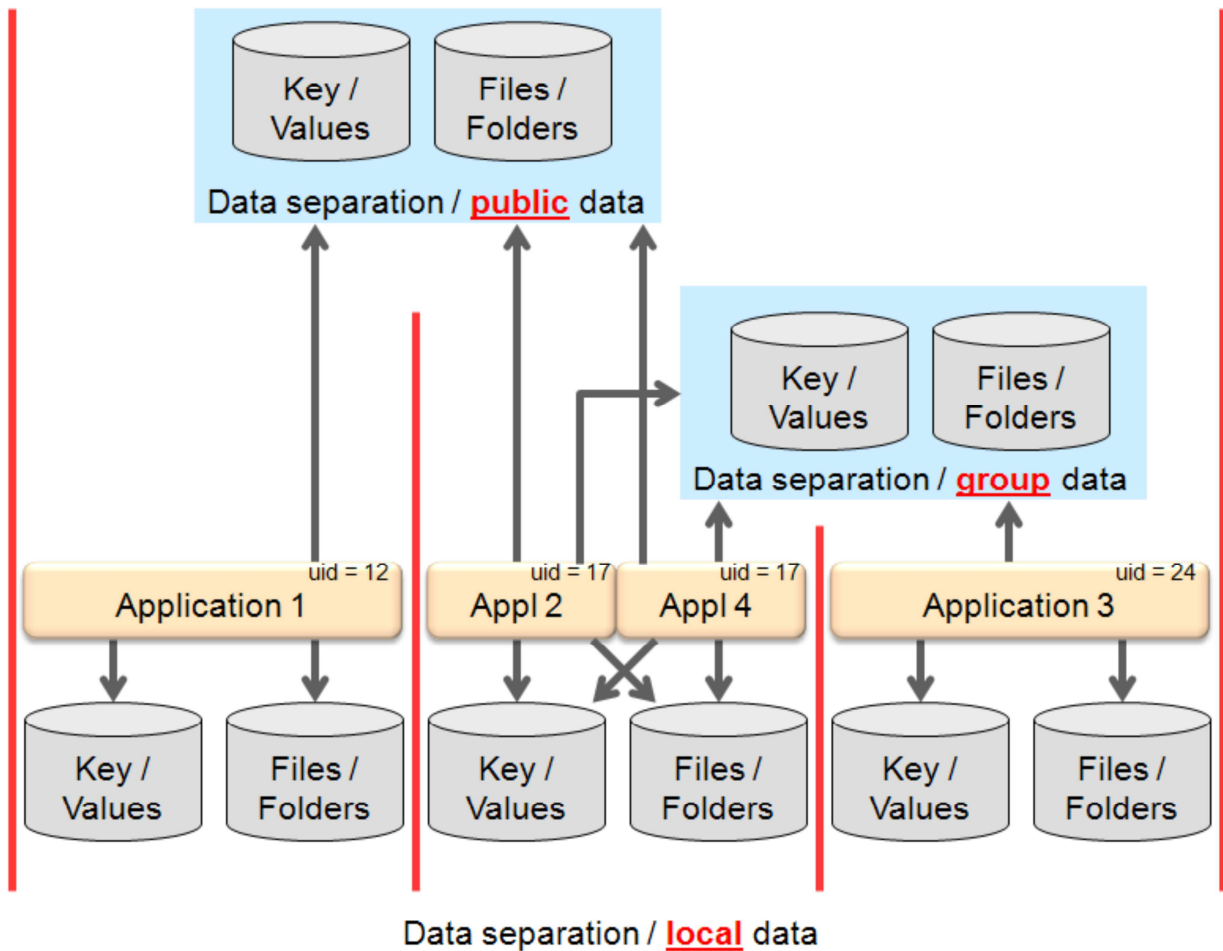 Key /
Values
Files /
Folders
Data separation / public data
Key /
Values
Files /
Folders
Data separation / group data
uid = 12
Application 1
uid = 17
Appl 2
uid = 17
Appl 4
uid = 24
Application 3
Key /
Values
Files /
Folders
Key /
Values
Files /
Folders
Key /
Values
Files /
Folders
Data separation / local data